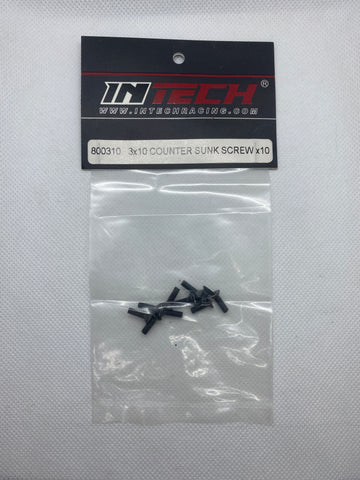 INTECH®
WWW.INTECHRACING.COM
800310 3x10 COUNTER SUNK SCREW x10